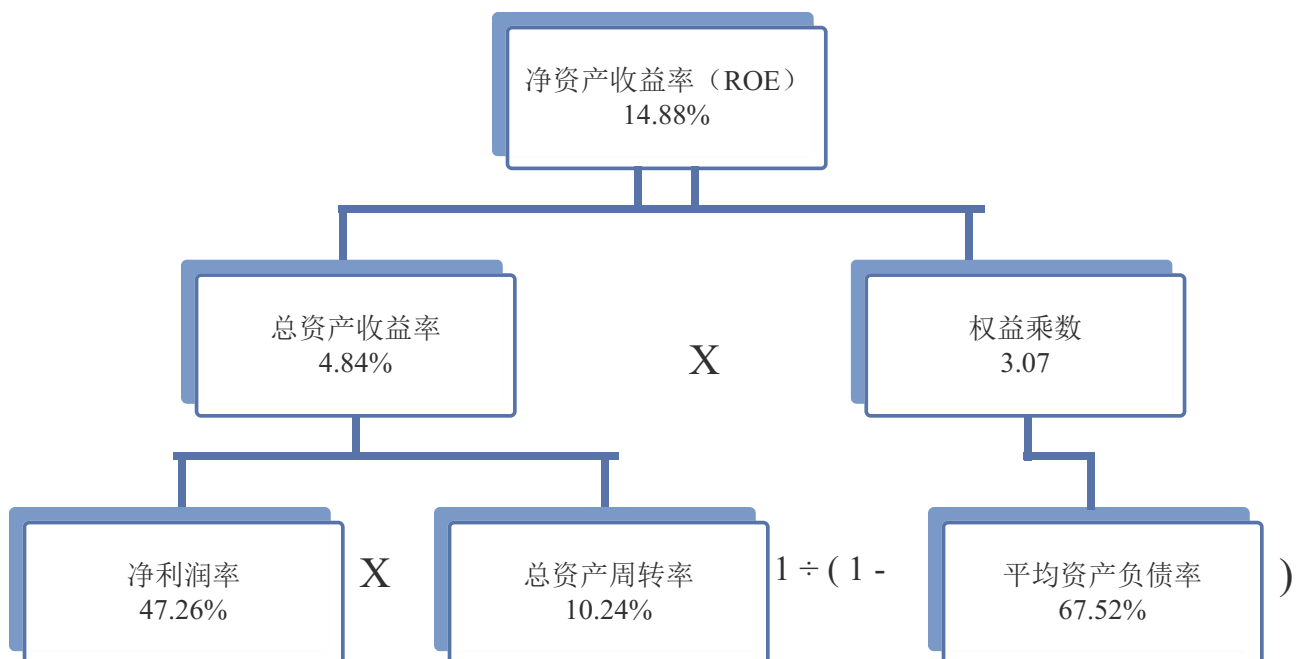 净资产收益率（ROE）
14.88%
总资产收益率
4.84%
X
权益乘数
3.07
净利润率
47.26%
X
总资产周转率
10.24%
1 ÷ ( 1 -
平均资产负债率
67.52%
)